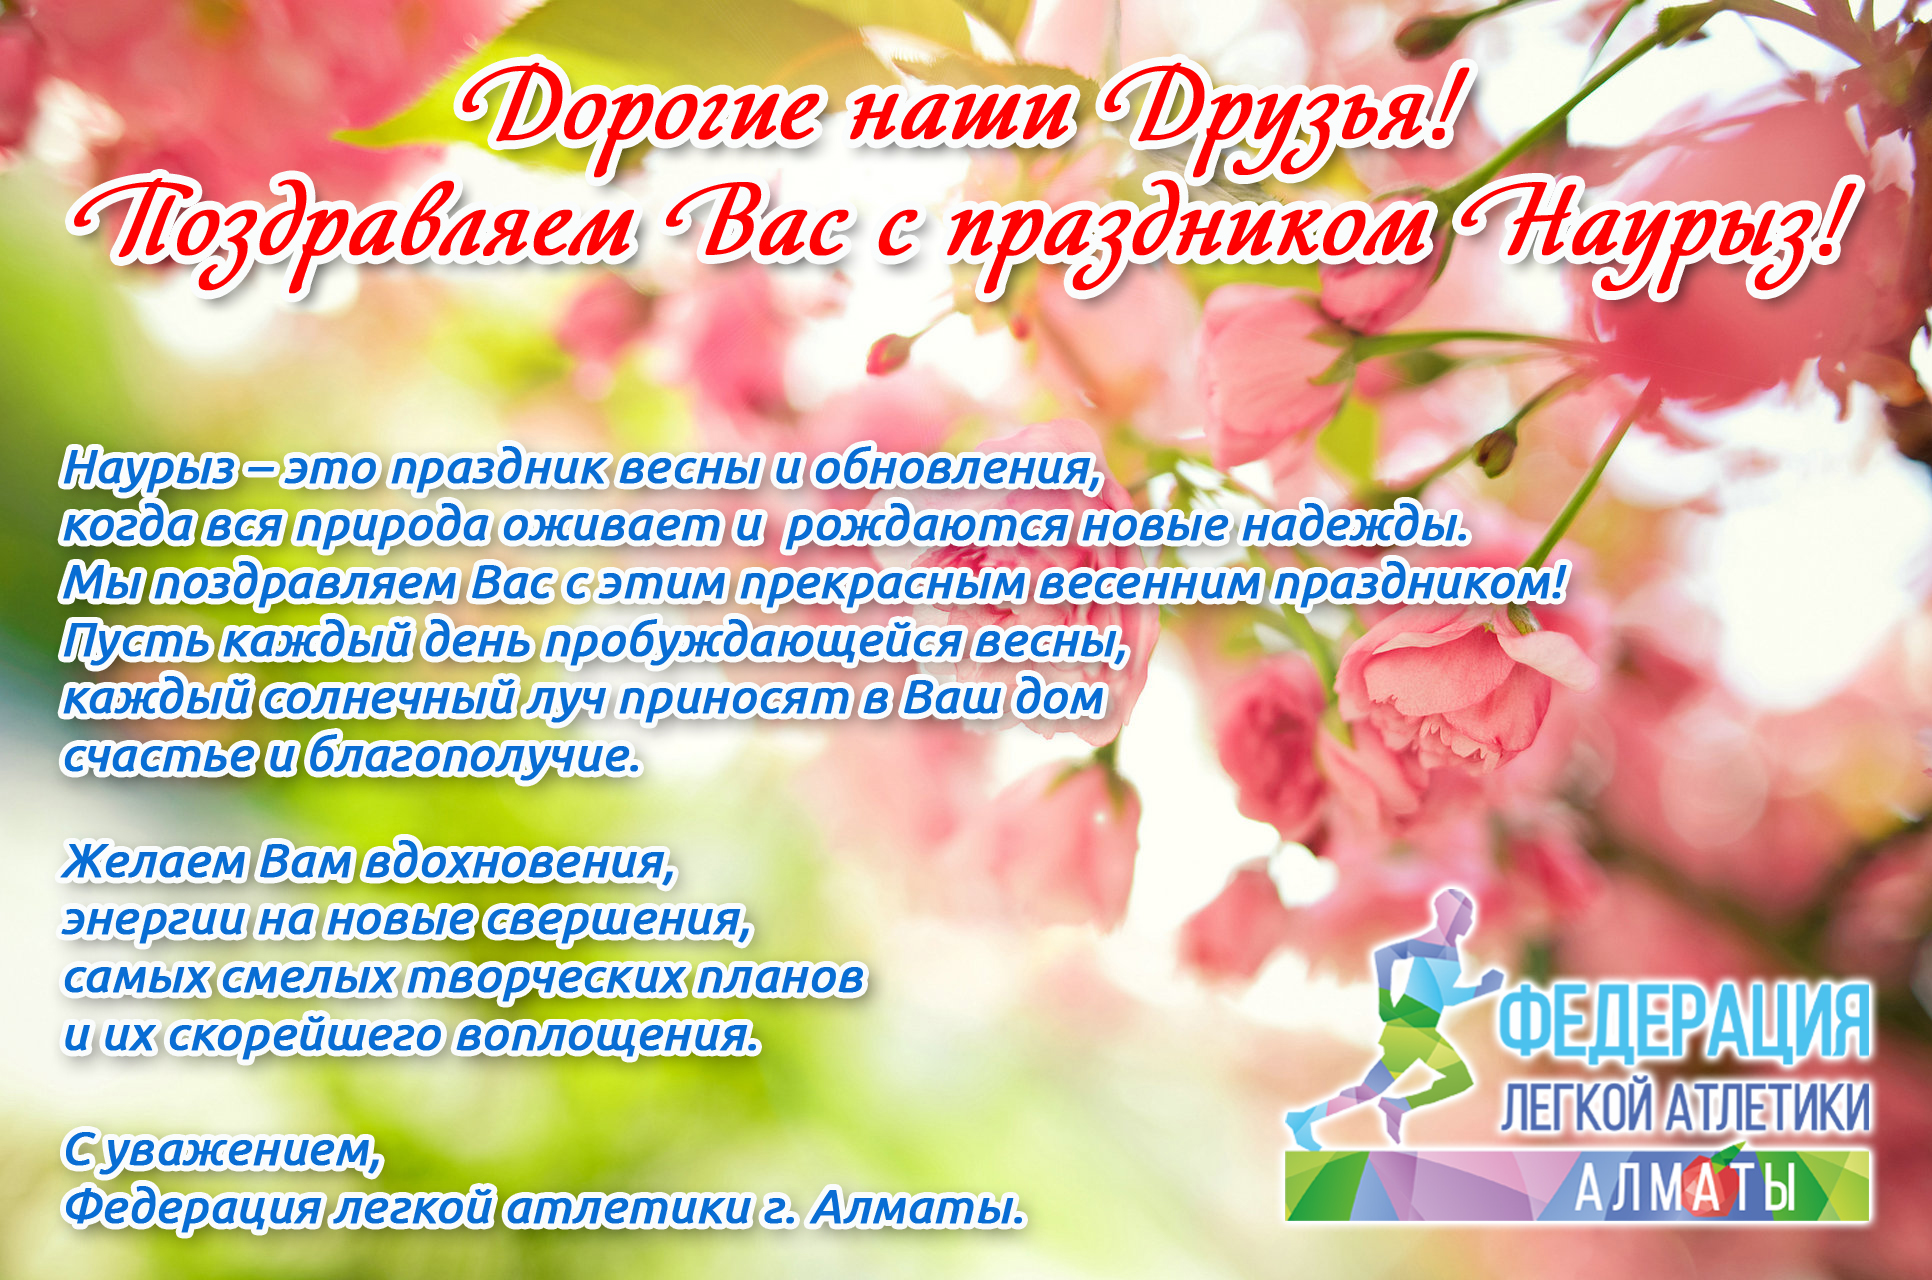 Дорогие наши Друзья!
Поздравляем Вас с праздником Наурыз!
Наурыз – это праздник весны и обновления,
когда вся природа оживает и рождаются новые надежды.
Мы поздравляем Вас с этим прекрасным весенним праздником!
Пусть каждый день пробуждающейся весны,
каждый солнечный луч приносят в Ваш дом
счастье и благополучие.
Желаем Вам вдохновения,
энергии на новые свершения,
самых смелых творческих планов
и их скорейшего воплощения.
С уважением,
Федерация легкой атлетики г. Алматы.
ФЕДЕРАЦИЯ
ЛЕГКОЙ АТЛЕТИКИ
АЛМАТЫ